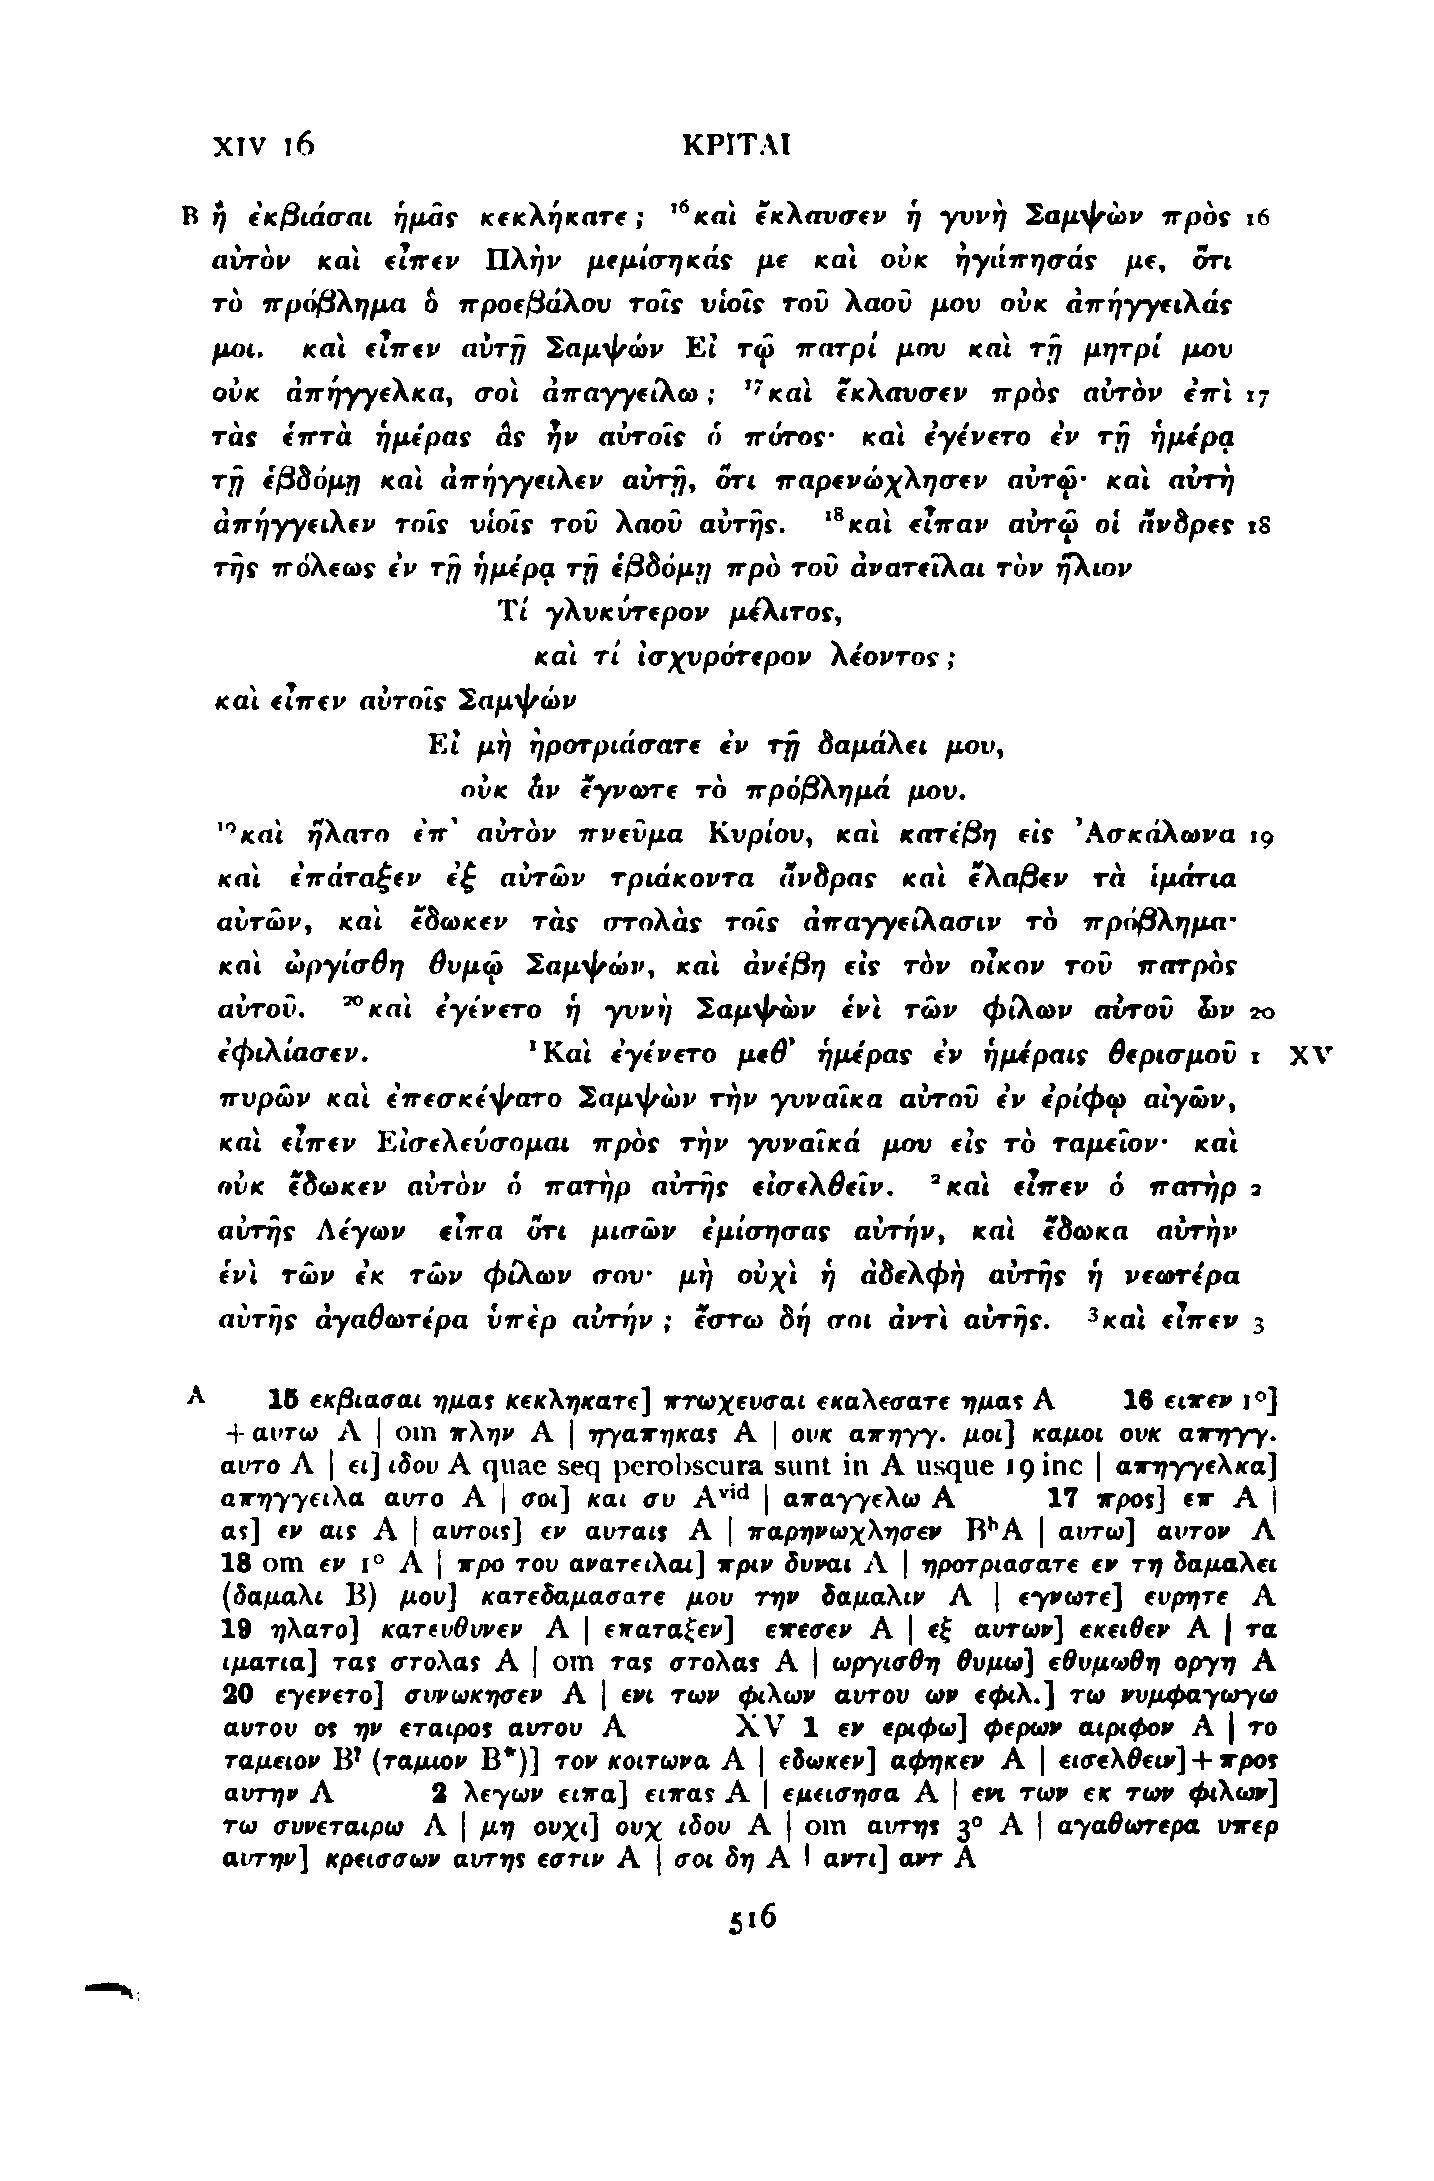 XIV 16 ΚΡΙΤΑΙ
B ἢ ἐκβιάσαι ἡμᾶς κεκλήκατε; ¹⁶καὶ ἔκλαυσεν ἡ γυνὴ Σαμψὼν πρὸς 16
αὐτὸν καὶ εἶπεν Πλὴν μεμίσηκάς με καὶ οὐκ ἠγάπησάς με, ὅτι
τὸ πρόβλημα ὃ προεβάλου τοῖς υἱοῖς τοῦ λαοῦ μου οὐκ ἀπήγγειλάς
μοι. καὶ εἶπεν αὐτῇ Σαμψών Εἰ τῷ πατρί μου καὶ τῇ μητρί μου
οὐκ ἀπήγγελκα, σοὶ ἀπαγγείλω; ¹⁷καὶ ἔκλαυσεν πρὸς αὐτὸν ἐπὶ 17
τὰς ἑπτὰ ἡμέρας ἃς ἦν αὐτοῖς ὁ πότος· καὶ ἐγένετο ἐν τῇ ἡμέρᾳ
τῇ ἑβδόμῃ καὶ ἀπήγγειλεν αὐτῇ, ὅτι παρενώχλησεν αὐτῷ· καὶ αὐτὴ
ἀπήγγειλεν τοῖς υἱοῖς τοῦ λαοῦ αὐτῆς. ¹⁸καὶ εἶπαν αὐτῷ οἱ ἄνδρες 18
τῆς πόλεως ἐν τῇ ἡμέρᾳ τῇ ἑβδόμῃ πρὸ τοῦ ἀνατεῖλαι τὸν ἥλιον
Τί γλυκύτερον μέλιτος,
καὶ τί ἰσχυρότερον λέοντος;
καὶ εἶπεν αὐτοῖς Σαμψών
Εἰ μὴ ἠροτριάσατε ἐν τῇ δαμάλει μου,
οὐκ ἂν ἔγνωτε τὸ πρόβλημά μου.
¹⁹καὶ ἥλατο ἐπ᾽ αὐτὸν πνεῦμα Κυρίου, καὶ κατέβη εἰς Ἀσκάλωνα 19
καὶ ἐπάταξεν ἐξ αὐτῶν τριάκοντα ἄνδρας καὶ ἔλαβεν τὰ ἱμάτια
αὐτῶν, καὶ ἔδωκεν τὰς στολὰς τοῖς ἀπαγγείλασιν τὸ πρόβλημα·
καὶ ὠργίσθη θυμῷ Σαμψών, καὶ ἀνέβη εἰς τὸν οἶκον τοῦ πατρὸς
αὐτοῦ. ²⁰καὶ ἐγένετο ἡ γυνὴ Σαμψὼν ἑνὶ τῶν φίλων αὐτοῦ ὧν 20
ἐφιλίασεν. ¹Καὶ ἐγένετο μεθ᾽ ἡμέρας ἐν ἡμέραις θερισμοῦ 1 XV
πυρῶν καὶ ἐπεσκέψατο Σαμψὼν τὴν γυναῖκα αὐτοῦ ἐν ἐρίφῳ αἰγῶν,
καὶ εἶπεν Εἰσελεύσομαι πρὸς τὴν γυναῖκά μου εἰς τὸ ταμεῖον· καὶ
οὐκ ἔδωκεν αὐτὸν ὁ πατὴρ αὐτῆς εἰσελθεῖν. ²καὶ εἶπεν ὁ πατὴρ 2
αὐτῆς Λέγων εἶπα ὅτι μισῶν ἐμίσησας αὐτήν, καὶ ἔδωκα αὐτὴν
ἑνὶ τῶν ἐκ τῶν φίλων σου· μὴ οὐχὶ ἡ ἀδελφὴ αὐτῆς ἡ νεωτέρα
αὐτῆς ἀγαθωτέρα ὑπὲρ αὐτήν; ἔστω δή σοι ἀντὶ αὐτῆς. ³καὶ εἶπεν 3
A 15 εκβιασαι ημας κεκληκατε] πτωχευσαι εκαλεσατε ημας A 16 ειπεν 1°]
+ αυτω A | om πλην A | ηγαπηκας A | ουκ απηγγ. μοι] καμοι ουκ απηγγ.
αυτο A | ει] ιδου A quae seq perobscura sunt in A usque 19 inc | απηγγελκα]
απηγγειλα αυτο A | σοι] και συ Aᵛⁱᵈ | απαγγελω A 17 προς] επ A |
ας] εν αις A | αυτοις] εν αυταις A | παρηνωχλησεν BᵇA | αυτω] αυτον A
18 om εν 1° A | προ του ανατειλαι] πριν δυναι A | ηροτριασατε εν τη δαμαλει
(δαμαλι B) μου] κατεδαμασατε μου την δαμαλιν A | εγνωτε] ευρητε A
19 ηλατο] κατευθυνεν A | επαταξεν] επεσεν A | εξ αυτων] εκειθεν A | τα
ιματια] τας στολας A | om τας στολας A | ωργισθη θυμω] εθυμωθη οργη A
20 εγενετο] συνωκησεν A | ενι των φιλων αυτου ων εφιλ.] τω νυμφαγωγω
αυτου ος ην εταιρος αυτου A XV 1 εν εριφω] φερων αιριφον A | το
ταμειον B? (ταμιον B*)] τον κοιτωνα A | εδωκεν] αφηκεν A | εισελθειν] + προς
αυτην A 2 λεγων ειπα] ειπας A | εμεισησα A | ενι των εκ των φιλων]
τω συνεταιρω A | μη ουχι] ουχ ιδου A | om αυτης 3° A | αγαθωτερα υπερ
αυτην] κρεισσων αυτης εστιν A | σοι δη A | αντι] αντ A
516